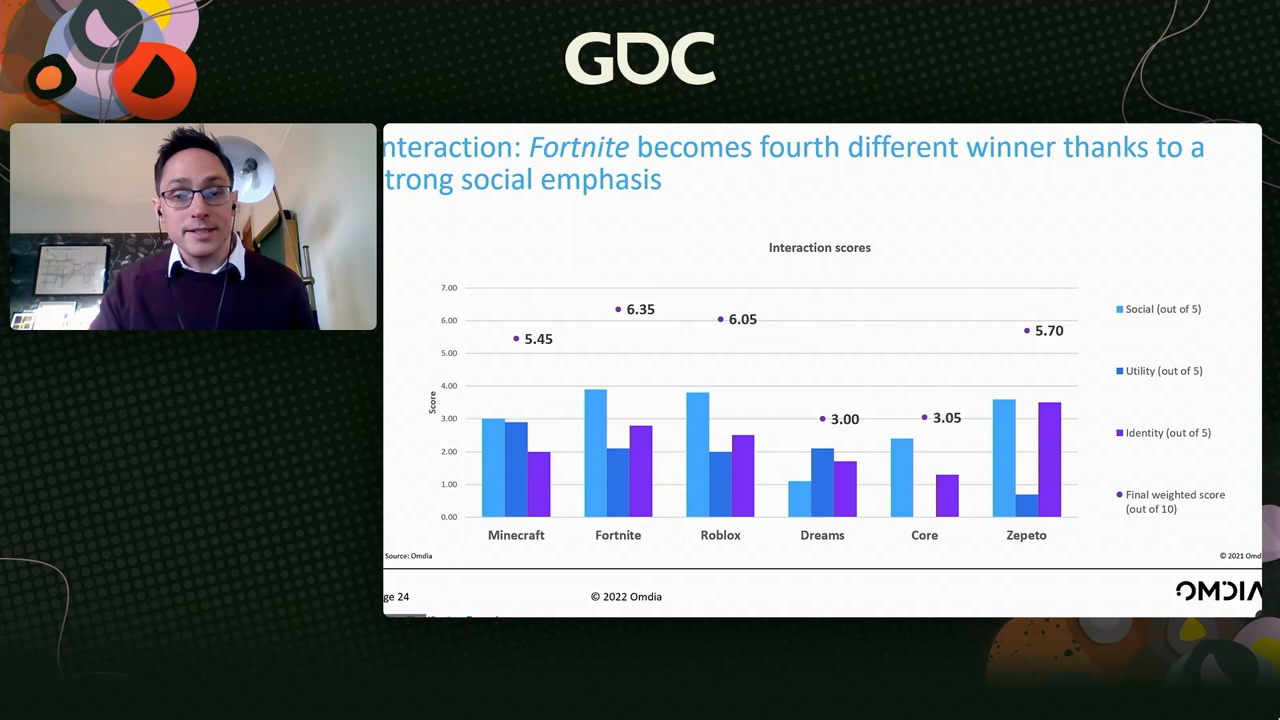 GDC
nteraction: Fortnite becomes fourth different winner thanks to a
trong social emphasis
Interaction scores
7.00
6.00
5.00
4.00
3.00
2.00
1.00
0.00
Score
5.45
6.35
6.05
3.00
3.05
5.70
Minecraft
Fortnite
Roblox
Dreams
Core
Zepeto
Social (out of 5)
Utility (out of 5)
Identity (out of 5)
Final weighted score
(out of 10)
Source: Omdia
© 2021 Omd
ge 24
© 2022 Omdia
OMDIA